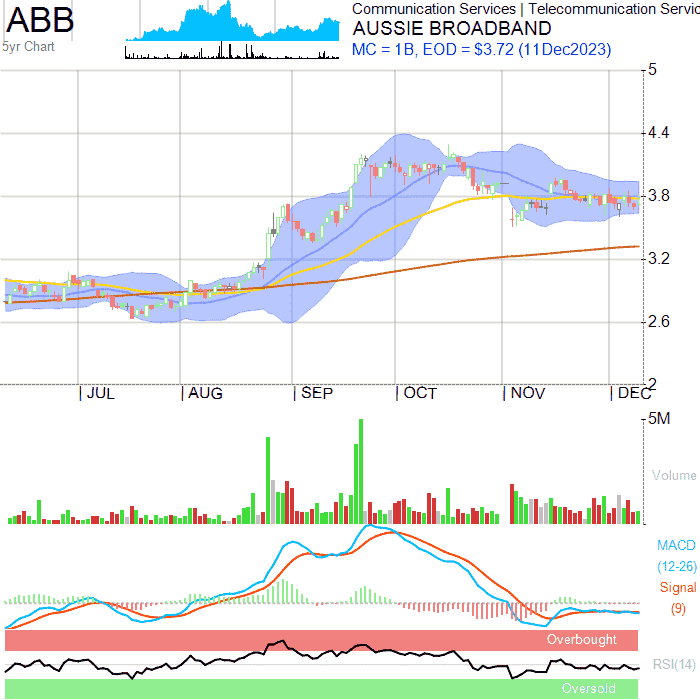 ABB
5yr Chart
Communication Services | Telecommunication Servic
AUSSIE BROADBAND
MC = 1B, EOD = $3.72 (11Dec2023)
5
4.4
3.8
3.2
2.6
2
JUL
AUG
SEP
OCT
NOV
DEC
5M
Volume
MACD
(12-26)
Signal
(9)
Overbought
RSI(14)
Oversold